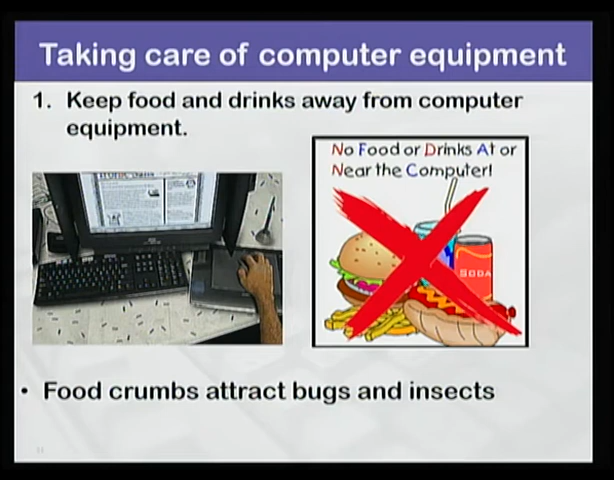 Taking care of computer equipment
1. Keep food and drinks away from computer
equipment.
No Food or Drinks At or
Near the Computer!
SODA
• Food crumbs attract bugs and insects